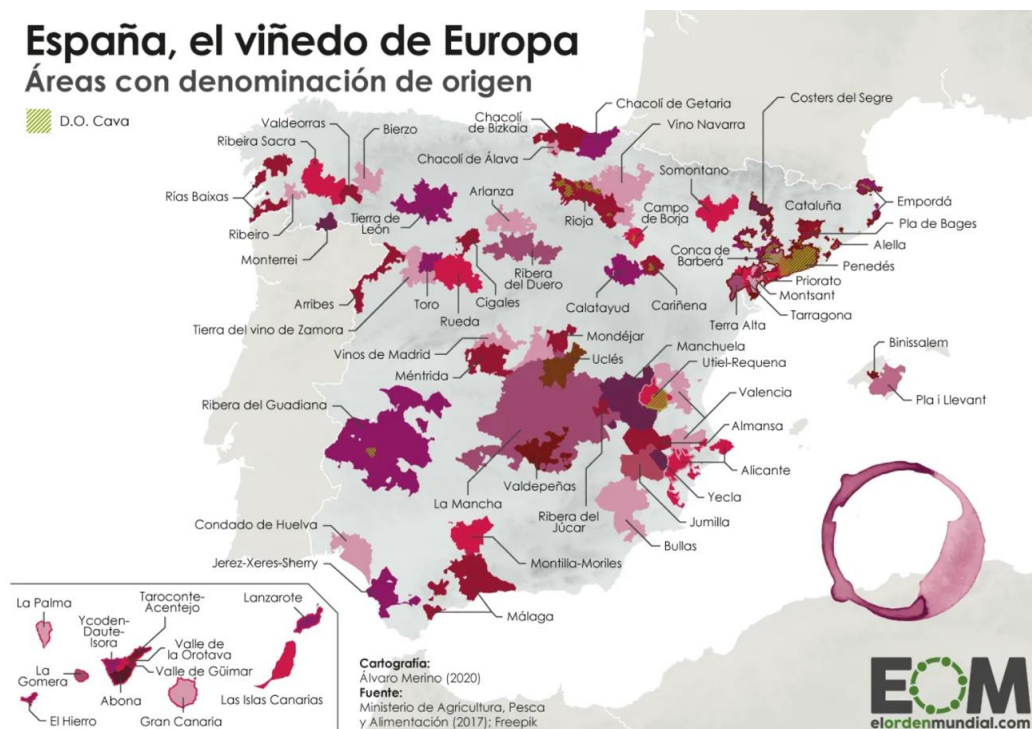 España, el viñedo de Europa
Áreas con denominación de origen
D.O. Cava
Valdeorras
Bierzo
Ribeira Sacra
Rías Baixas
Ribeiro
Monterrei
Tierra de
León
Arribes
Tierra del vino de Zamora
Toro
Rueda
Cigales
Arlanza
Ribera
del Duero
Chacolí
de Bizkaia
Chacolí de Álava
Chacolí de Getaria
Vino Navarra
Rioja
Campo
de Borja
Somontano
Calatayud
Cariñena
Costers del Segre
Cataluña
Empordá
Pla de Bages
Alella
Penedés
Conca de
Barberá
Priorato
Montsant
Tarragona
Terra Alta
Vinos de Madrid
Méntrida
Mondéjar
Uclés
Manchuela
Utiel-Requena
Valencia
Almansa
Alicante
Yecla
Jumilla
Bullas
Ribera del
Júcar
Valdepeñas
La Mancha
Ribera del Guadiana
Binissalem
Pla i Llevant
Condado de Huelva
Jerez-Xeres-Sherry
Montilla-Moriles
Málaga
La Palma
Ycoden-
Daute-
Isora
Taroconte-
Acentejo
Valle de
la Orotava
Valle de Güimar
Abona
La
Gomera
El Hierro
Gran Canaria
Lanzarote
Las Islas Canarias
Cartografía:
Álvaro Merino (2020)
Fuente:
Ministerio de Agricultura, Pesca
y Alimentación (2017); Freepik
EOM
elordenmundial.com